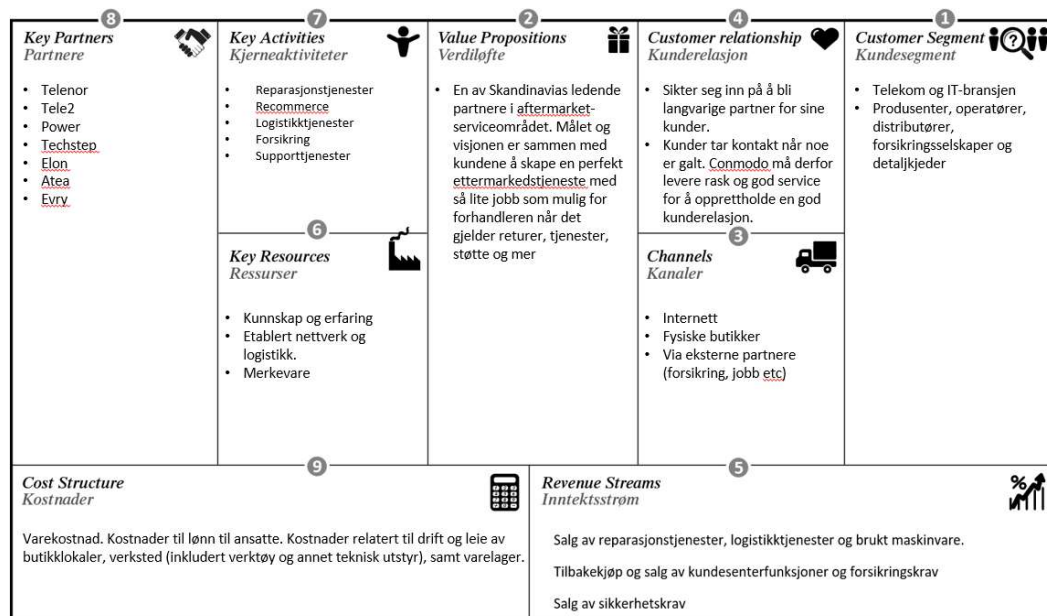 8
Key Partners
Partnere
• Telenor
• Tele2
• Power
• Techstep
• Elon
• Atea
• Evry
7
Key Activities
Kjerneaktiviteter
• Reparasjonstjenester
• Recommerce
• Logistikktjenester
• Forsikring
• Supporttjenester
6
Key Resources
Ressurser
• Kunnskap og erfaring
• Etablert nettverk og
logistikk.
• Merkevare
2
Value Propositions
Verdiløfte
• En av Skandinavias ledende
partnere i aftermarket-
serviceområdet. Målet og
visjonen er sammen med
kundene å skape en perfekt
ettermarkedstjeneste med
så lite jobb som mulig for
forhandleren når det
gjelder returer, tjenester,
støtte og mer
4
Customer relationship
Kunderelasjon
• Sikter seg inn på å bli
langvarige partner for sine
kunder.
• Kunder tar kontakt når noe
er galt. Conmodo må derfor
levere rask og god service
for å opprettholde en god
kunderelasjon.
3
Channels
Kanaler
• Internett
• Fysiske butikker
• Via eksterne partnere
(forsikring, jobb etc)
1
Customer Segment
Kundesegment
?
• Telekom og IT-bransjen
• Produsenter, operatører,
distributører,
forsikringsselskaper og
detaljkjeder
9
Cost Structure
Kostnader
Varekostnad. Kostnader til lønn til ansatte. Kostnader relatert til drift og leie av
butikklokaler, verksted (inkludert verktøy og annet teknisk utstyr), samt varelager.
5
Revenue Streams
Inntektsstrøm
%
Salg av reparasjonstjenester, logistikktjenester og brukt maskinvare.
Tilbakekjøp og salg av kundesenterfunksjoner og forsikringskrav
Salg av sikkerhetskrav